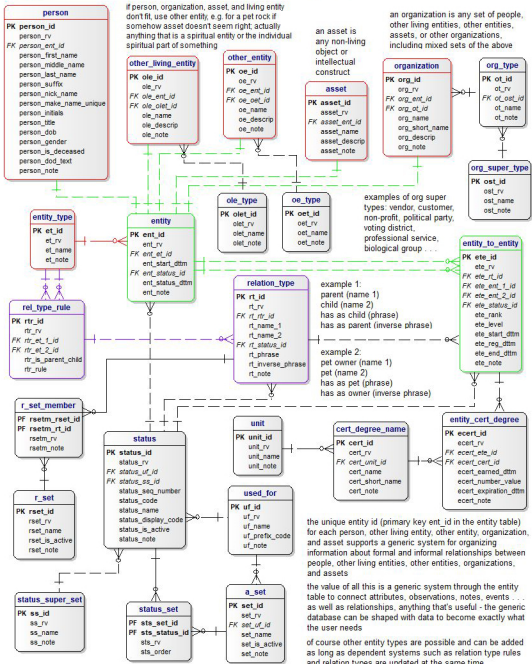 person
PK person_id
person_rv
FK person_ent_id
person_first_name
person_middle_name
person_last_name
person_suffix
person_nick_name
person_make_name_unique
person_initials
person_title
person_dob
person_gender
person_is_deceased
person_dod_text
person_note
if person, organization, asset, and living entity
don't fit, use other entity, e.g. for a pet rock if
somehow asset doesn't seem right; actually
anything that is a spiritual entity or the individual
spiritual part of something
other_living_entity
PK ole_id
ole_rv
FK ole_ent_id
FK ole_olet_id
ole_name
ole_descrip
ole_note
other_entity
PK oe_id
oe_rv
FK oe_ent_id
FK oe_oet_id
oe_name
oe_descrip
oe_note
an asset is
any non-living
object or
intellectual
construct
asset
PK asset_id
asset_rv
FK asset_ent_id
asset_name
asset_descrip
asset_note
an organization is any set of people,
other living entities, other entities,
assets, or other organizations,
including mixed sets of the above
organization
PK org_id
org_rv
FK org_ent_id
FK org_ot_id
org_name
org_short_name
org_descrip
org_note
org_type
PK ot_id
ot_rv
FK ot_ost_id
ot_name
ot_note
org_super_type
PK ost_id
ost_rv
ost_name
ost_note
ole_type
PK olet_id
olet_rv
olet_name
olet_note
oe_type
PK oet_id
oet_rv
oet_name
oet_note
examples of org super
types: vendor, customer,
non-profit, political party,
voting district,
professional service,
biological group . . .
entity_type
PK et_id
et_rv
et_name
et_note
entity
PK ent_id
ent_rv
FK ent_et_id
ent_start_dttm
FK ent_status_id
ent_status_dttm
ent_note
entity_to_entity
PK ete_id
ete_rv
FK ete_rt_id
FK ete_ent_1_id
FK ete_ent_2_id
FK ete_status_id
ete_rank
ete_level
ete_start_dttm
ete_reg_dttm
ete_end_dttm
ete_note
rel_type_rule
PK rtr_id
rtr_rv
FK rtr_et_1_id
FK rtr_et_2_id
rtr_is_parent_child
rtr_rule
relation_type
PK rt_id
rt_rv
FK rt_rtr_id
rt_name_1
rt_name_2
FK rt_status_id
rt_phrase
rt_inverse_phrase
rt_note
example 1:
parent (name 1)
child (name 2)
has as child (phrase)
has as parent (inverse phrase)
example 2:
pet owner (name 1)
pet (name 2)
has as pet (phrase)
has as owner (inverse phrase)
r_set_member
PF rsetm_rset_id
PF rsetm_rt_id
rsetm_rv
rsetm_note
status
PK status_id
status_rv
FK status_uf_id
FK status_ss_id
status_seq_number
status_code
status_name
status_display_code
status_is_active
status_note
unit
PK unit_id
unit_rv
unit_name
unit_note
cert_degree_name
PK cert_id
cert_rv
FK cert_unit_id
cert_name
cert_short_name
cert_note
entity_cert_degree
PK ecert_id
ecert_rv
FK ecert_ete_id
FK ecert_cert_id
ecert_earned_dttm
ecert_number_value
ecert_expiration_dttm
ecert_note
r_set
PK rset_id
rset_rv
rset_name
rset_is_active
rset_note
used_for
PK uf_id
uf_rv
uf_name
uf_prefix_code
uf_note
status_super_set
PK ss_id
ss_rv
ss_name
ss_note
status_set
PF sts_set_id
PF sts_status_id
sts_rv
sts_order
a_set
PK set_id
set_rv
FK set_uf_id
set_name
set_is_active
set_note
the unique entity id (primary key ent_id in the entity table)
for each person, other living entity, other entity, organization,
and asset supports a generic system for organizing
information about formal and informal relationships between
people, other living entities, other entities, organizations,
and assets
the value of all this is a generic system through the entity
table to connect attributes, observations, notes, events . . .
as well as relationships, anything that's useful - the generic
database can be shaped with data to become exactly what
the user needs
of course other entity types are possible and can be added
as long as dependent systems such as relation type rules
and relation types are updated at the same time